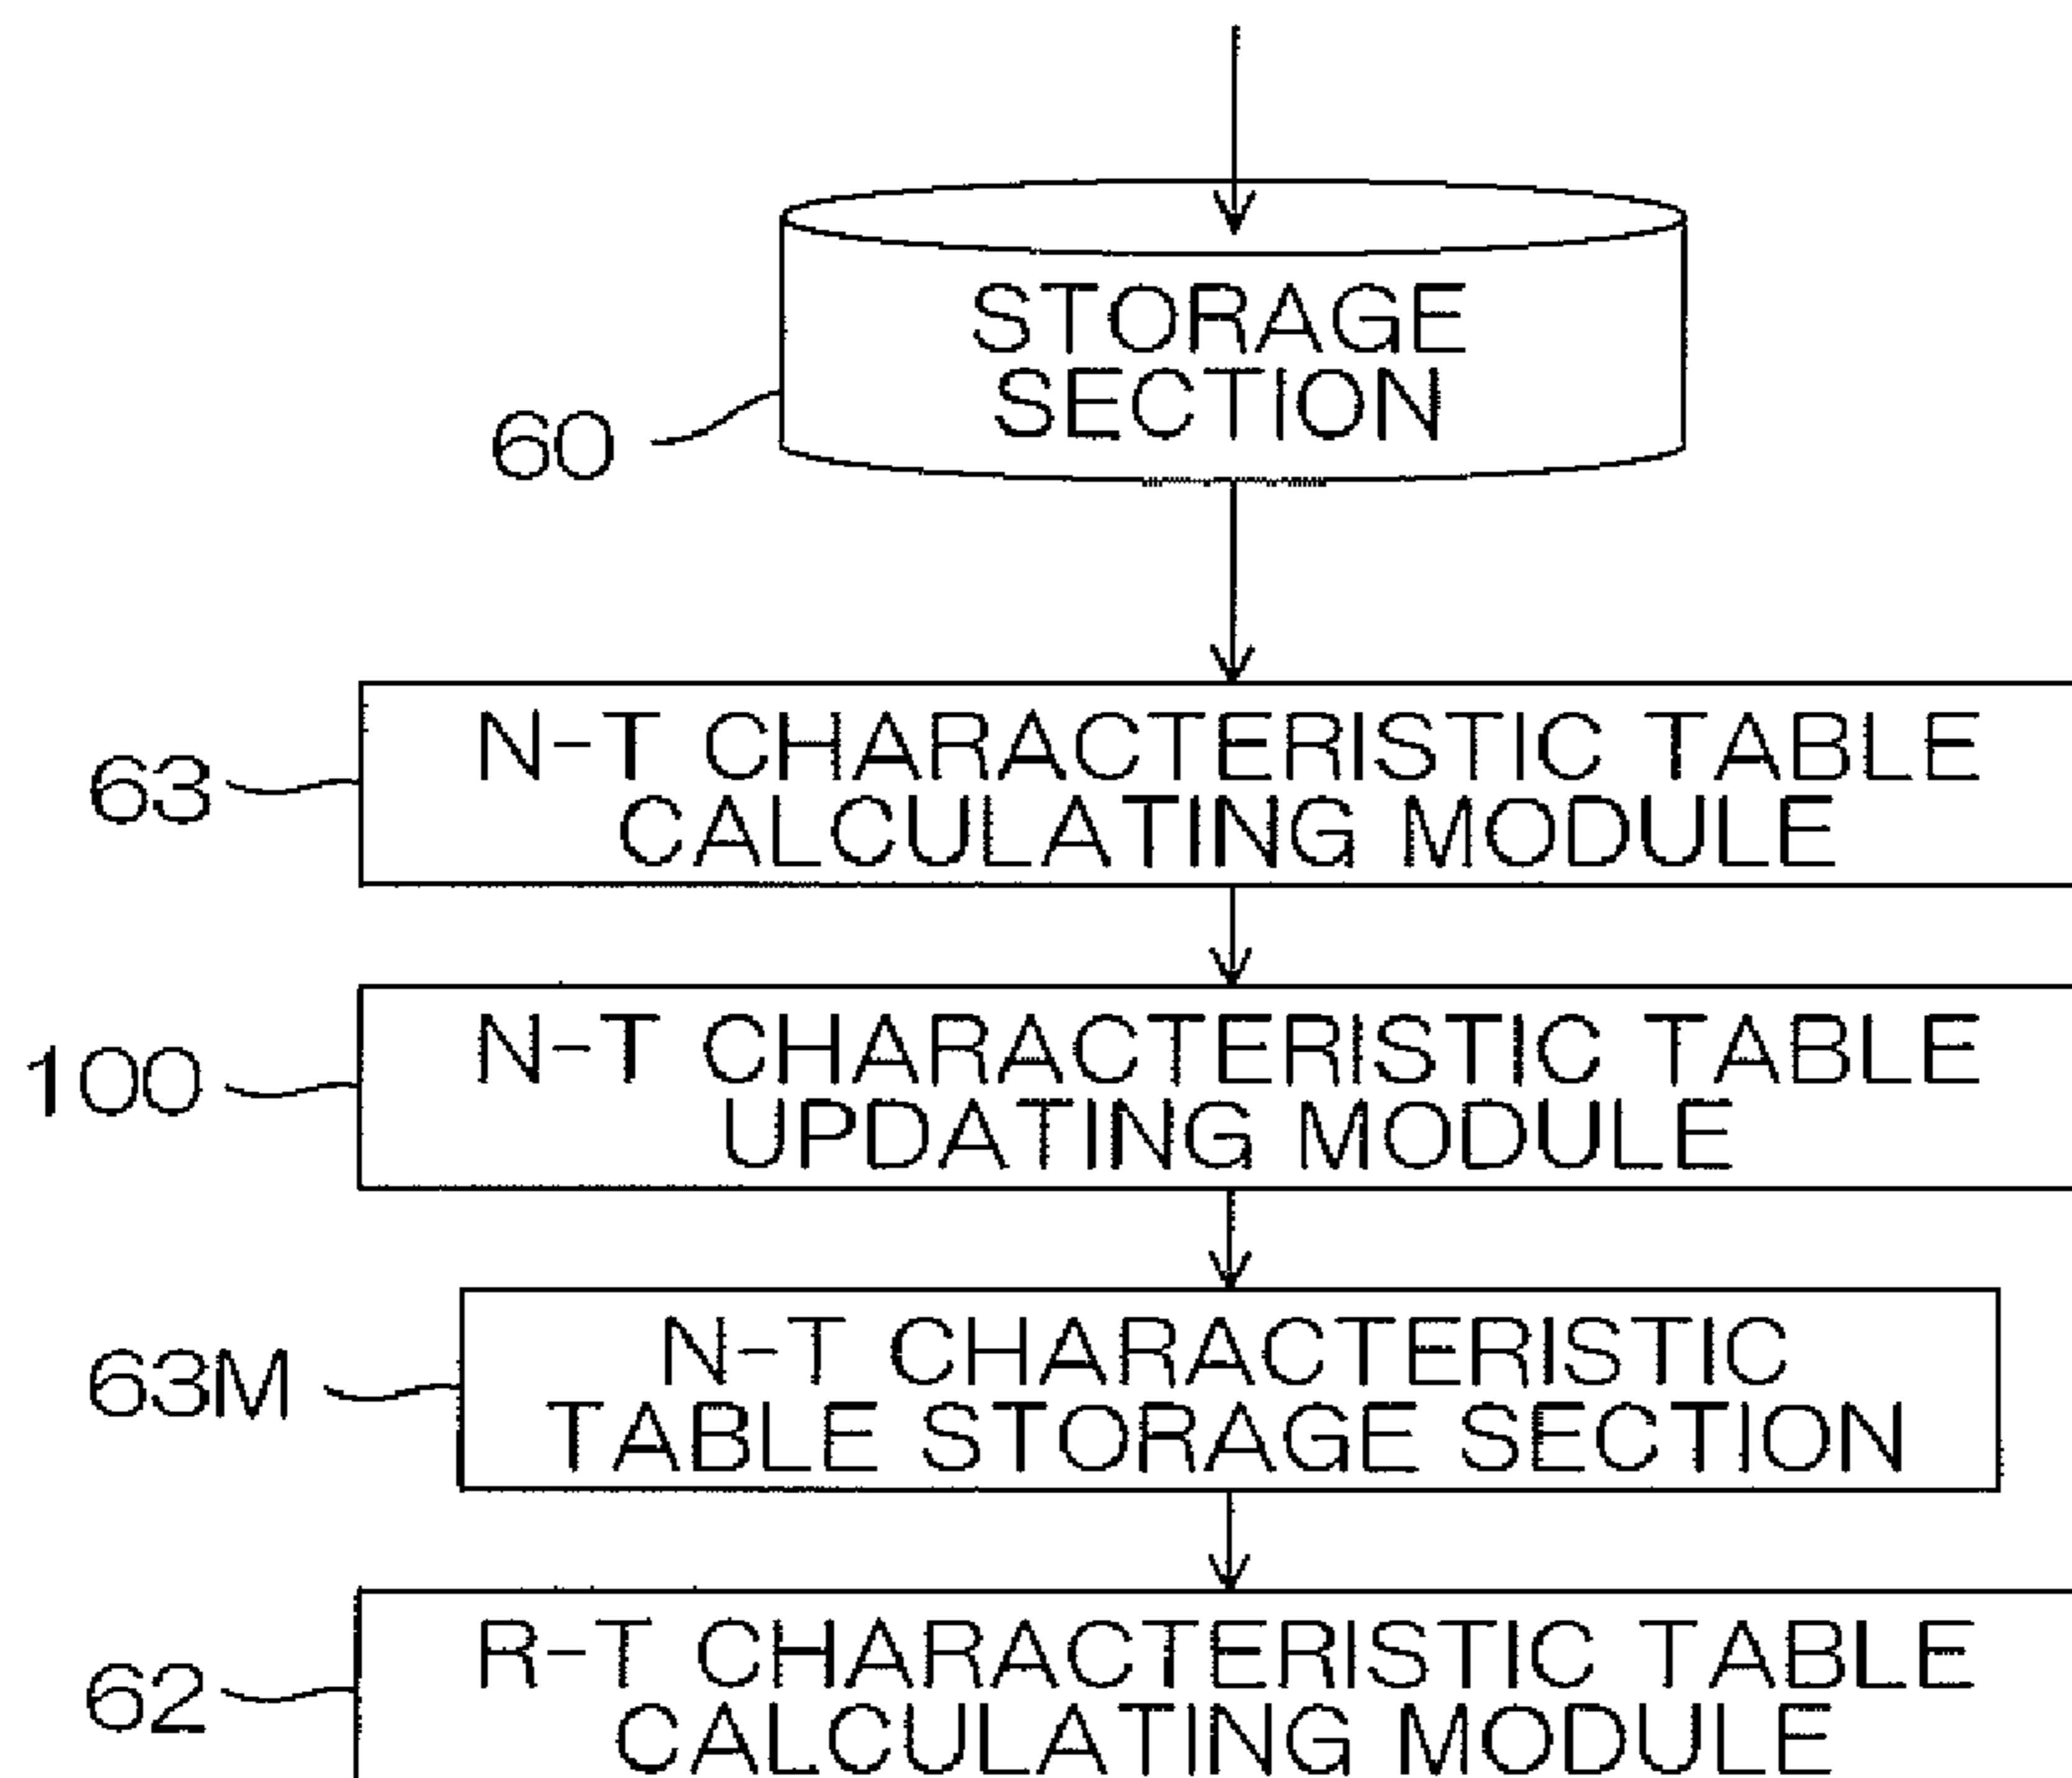 STORAGE
SECTION
60
N-T CHARACTERISTIC TABLE
CALCULATING MODULE
63
N-T CHARACTERISTIC TABLE
UPDATING MODULE
100
N-T CHARACTERISTIC
TABLE STORAGE SECTION
63M
R-T CHARACTERISTIC TABLE
CALCULATING MODULE
62